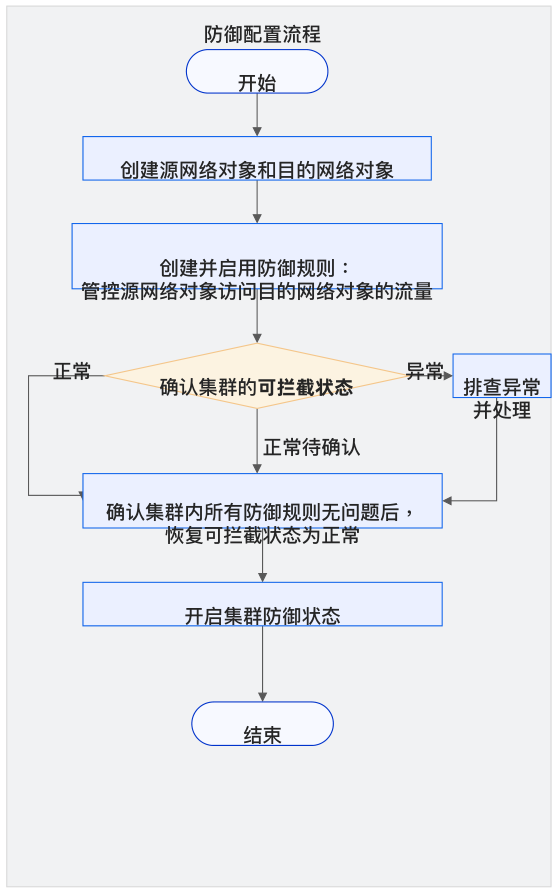 防御配置流程
开始
创建源网络对象和目的网络对象
创建并启用防御规则：
管控源网络对象访问目的网络对象的流量
正常
确认集群的可拦截状态
异常
排查异常
并处理
正常待确认
确认集群内所有防御规则无问题后，
恢复可拦截状态为正常
开启集群防御状态
结束